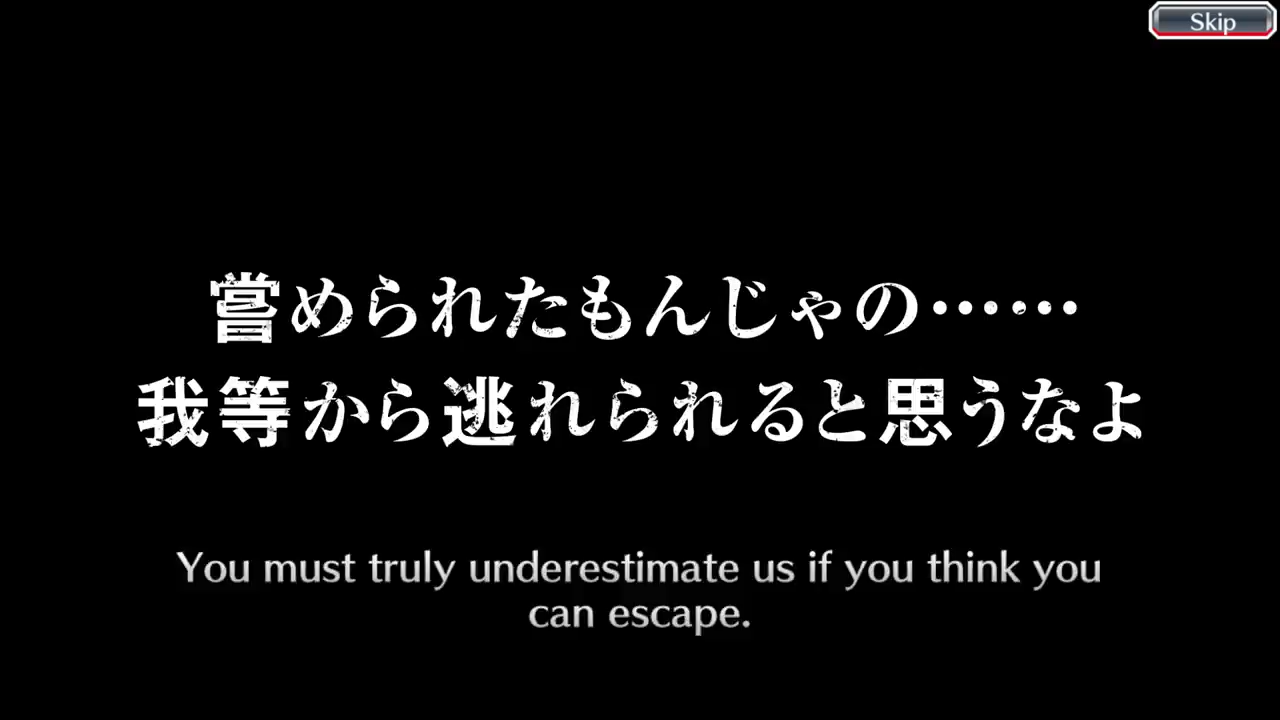 Skip
嘗められたもんじゃの……
我等から逃れられると思うなよ
You must truly underestimate us if you think you
can escape.